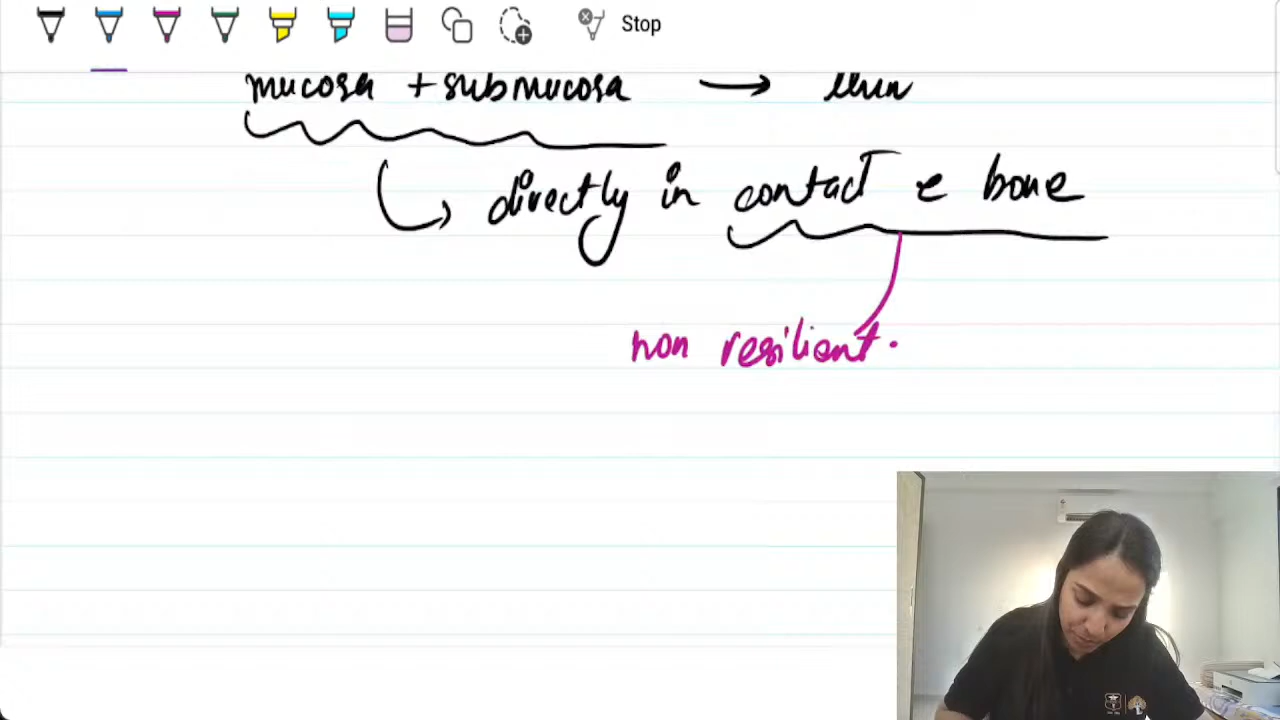 Stop
mucosa + submucosa → thin
directly in contact c bone
non resilient.